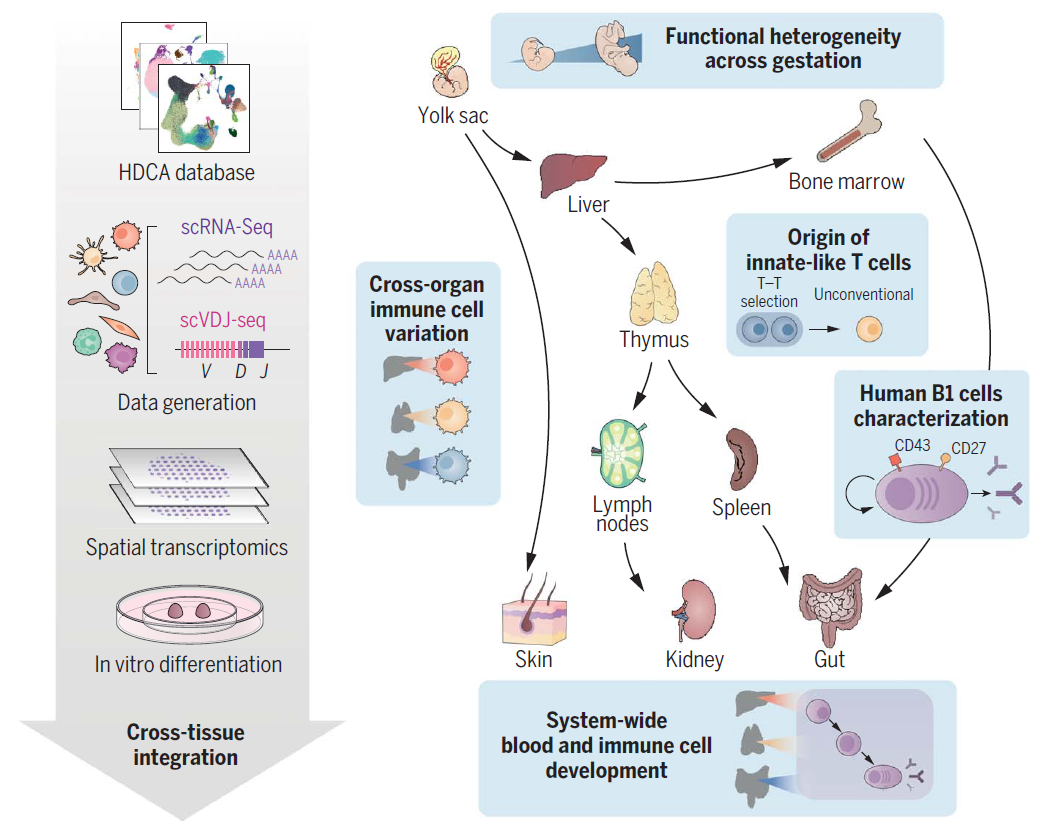 HDCA database
scRNA-Seq
AAAA
AAAA
AAAA
scVDJ-seq
V D J
Data generation
Spatial transcriptomics
In vitro differentiation
Cross-tissue
integration
Functional heterogeneity
across gestation
Yolk sac
Liver
Bone marrow
Origin of
innate-like T cells
T–T
selection
Unconventional
Cross-organ
immune cell
variation
Thymus
Human B1 cells
characterization
CD43
CD27
Lymph
nodes
Spleen
Skin
Kidney
Gut
System-wide
blood and immune cell
development